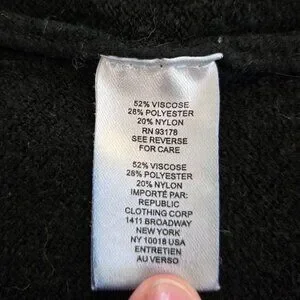 52% VISCOSE
28% POLYESTER
20% NYLON
RN 93178
SEE REVERSE
FOR CARE
52% VISCOSE
28% POLYESTER
20% NYLON
IMPORTÉ PAR:
REPUBLIC
CLOTHING CORP
1411 BROADWAY
NEW YORK
NY 10018 USA
ENTRETIEN
AU VERSO